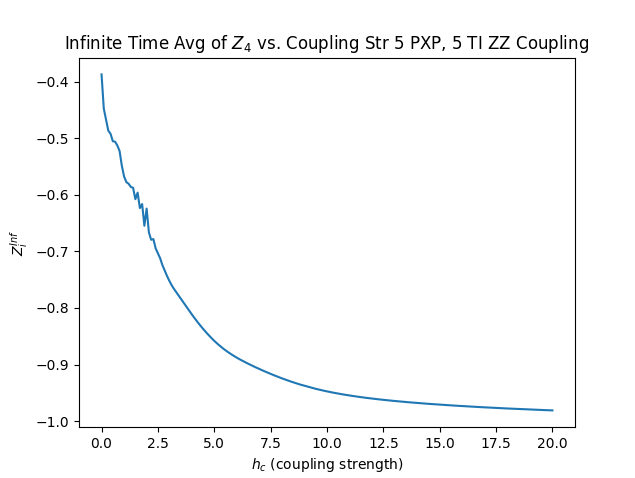 Infinite Time Avg of Z_4 vs. Coupling Str 5 PXP, 5 TI ZZ Coupling
−0.4
−0.5
−0.6
−0.7
−0.8
−0.9
−1.0
Z_i^{Inf}
0.0 2.5 5.0 7.5 10.0 12.5 15.0 17.5 20.0
h_c (coupling strength)